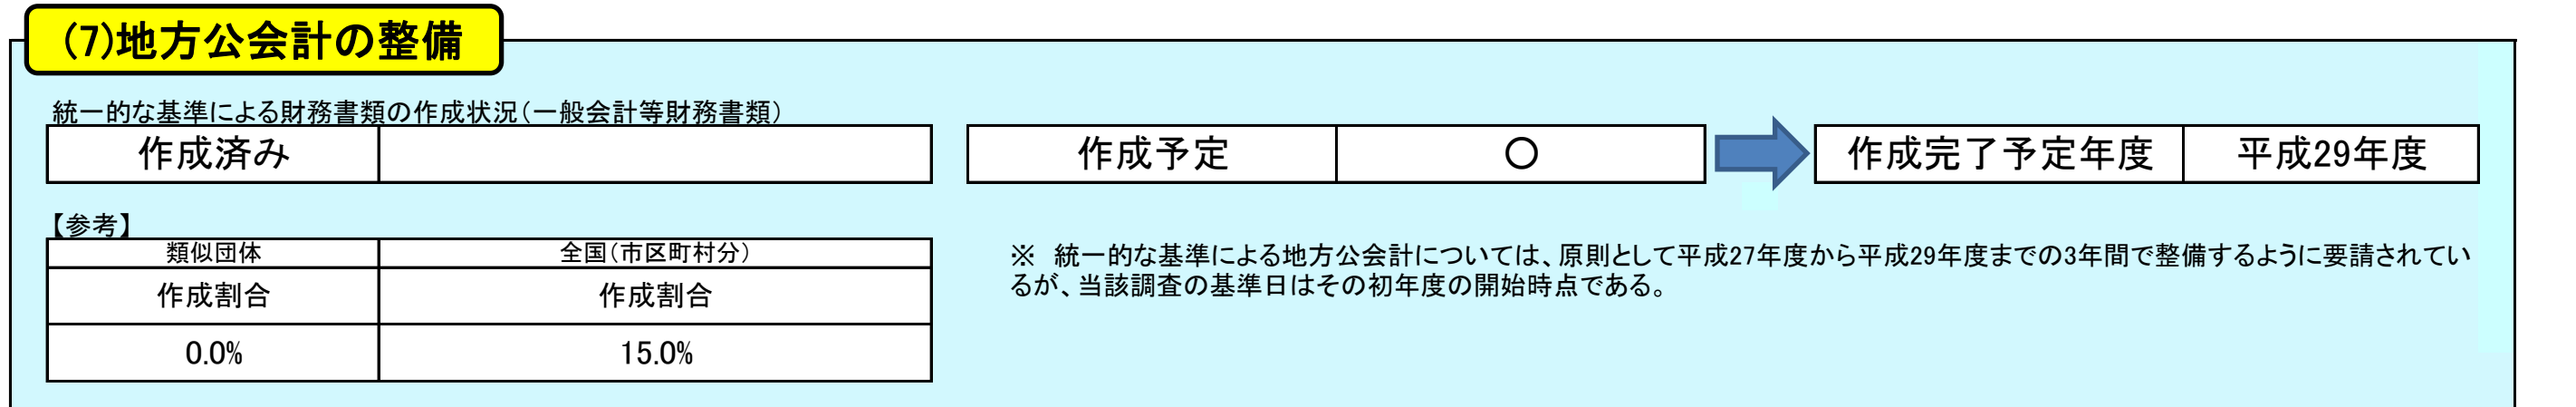 (7)地方公会計の整備
統一的な基準による財務書類の作成状況(一般会計等財務書類)
作成済み
作成予定 〇
作成完了予定年度 平成29年度
【参考】
類似団体 全国(市区町村分)
作成割合 作成割合
0.0% 15.0%
※ 統一的な基準による地方公会計については、原則として平成27年度から平成29年度までの3年間で整備するように要請されてい
るが、当該調査の基準日はその初年度の開始時点である。